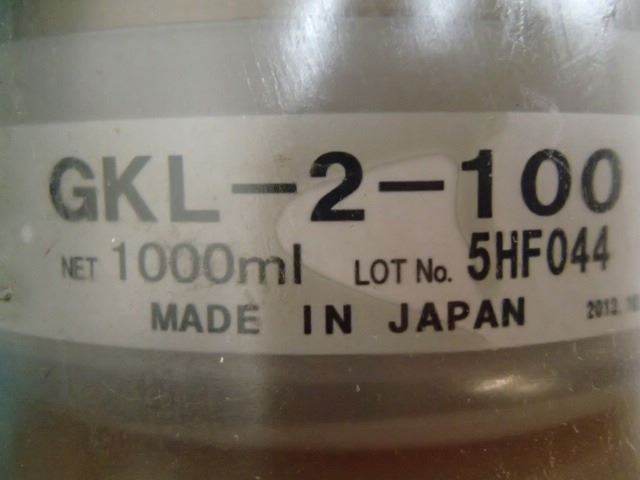 GKL-2-100
NET 1000ml LOT No. 5HF044
MADE IN JAPAN